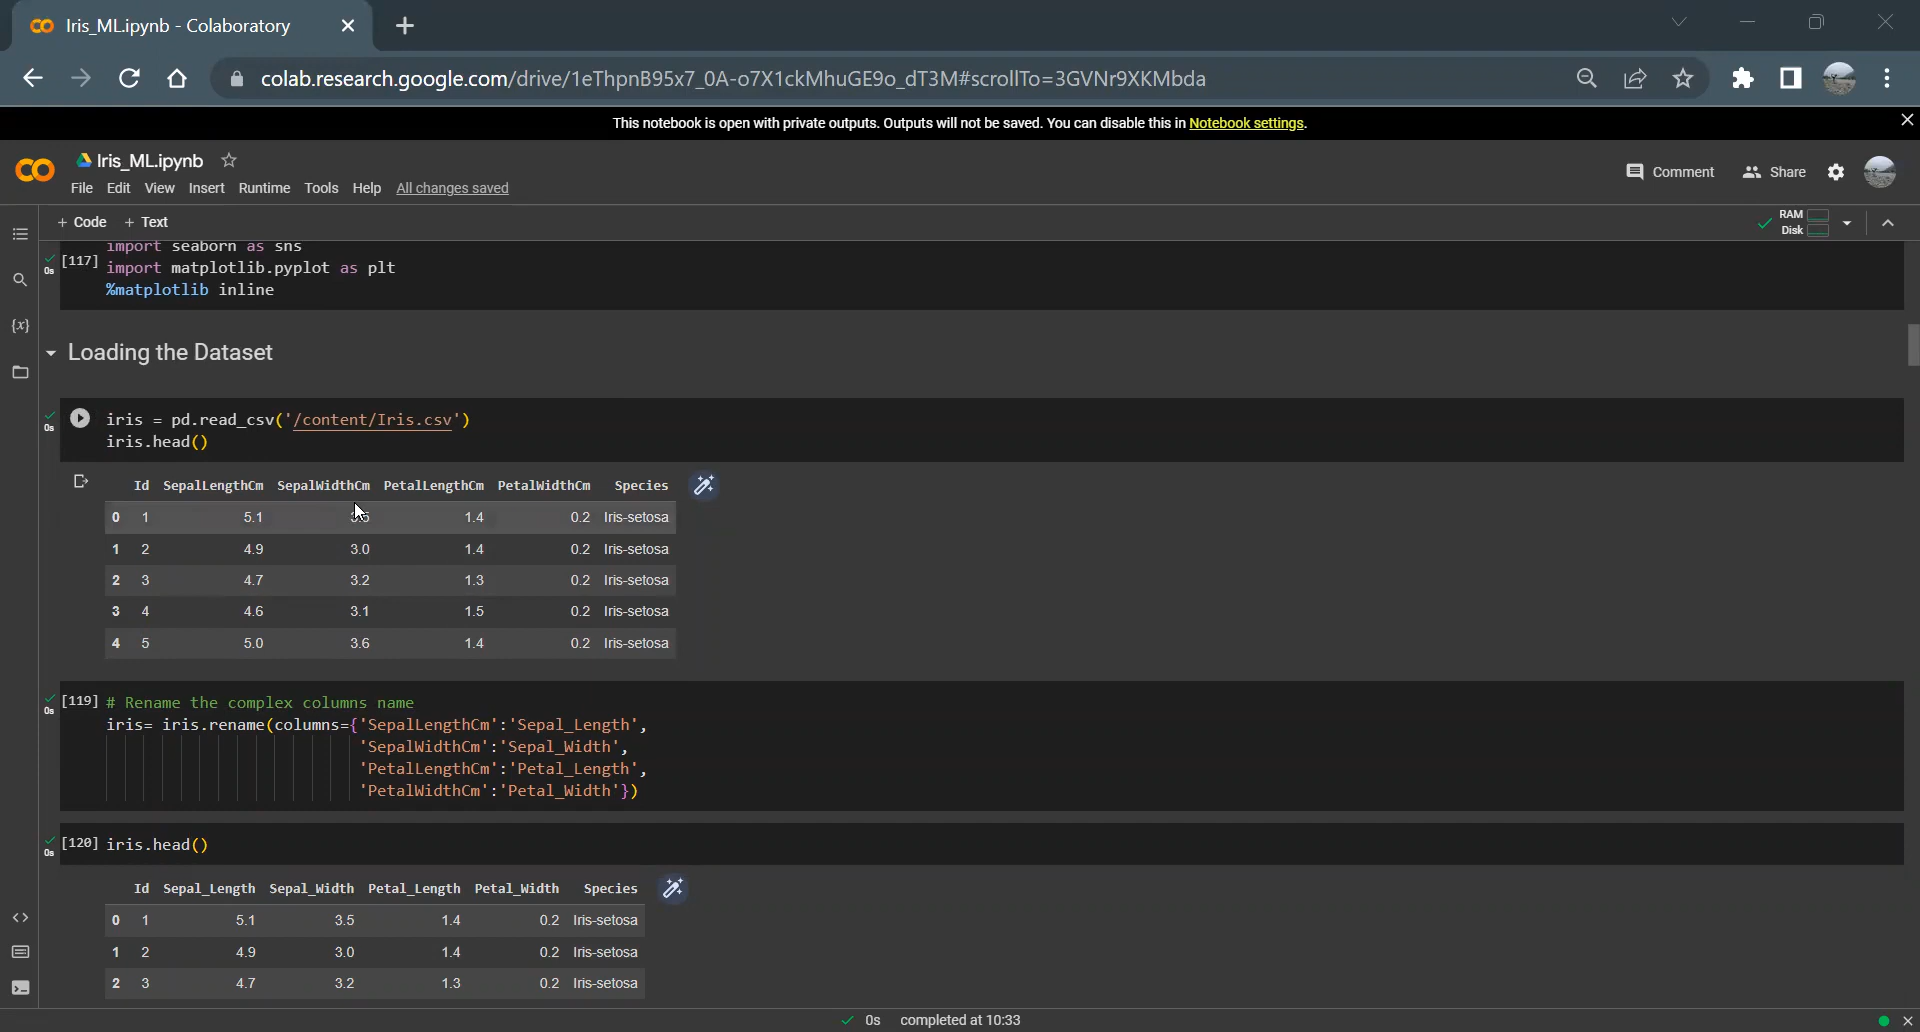 Iris_ML.ipynb - Colaboratory
colab.research.google.com/drive/1eThpnB95x7_0A-o7X1ckMhuGE9o_dT3M#scrollTo=3GVNr9XKMbda
This notebook is open with private outputs. Outputs will not be saved. You can disable this in Notebook settings.
Iris_ML.ipynb
Comment Share
File Edit View Insert Runtime Tools Help All changes saved
+ Code + Text
RAM
Disk
import seaborn as sns
[117] import matplotlib.pyplot as plt
0s
%matplotlib inline
{x}
Loading the Dataset
iris = pd.read_csv('/content/Iris.csv')
0s
iris.head()
Id SepalLengthCm SepalWidthCm PetalLengthCm PetalWidthCm Species
0 1 5.1 3.5 1.4 0.2 Iris-setosa
1 2 4.9 3.0 1.4 0.2 Iris-setosa
2 3 4.7 3.2 1.3 0.2 Iris-setosa
3 4 4.6 3.1 1.5 0.2 Iris-setosa
4 5 5.0 3.6 1.4 0.2 Iris-setosa
[119] # Rename the complex columns name
0s
iris= iris.rename(columns={'SepalLengthCm':'Sepal_Length',
'SepalWidthCm':'Sepal_Width',
'PetalLengthCm':'Petal_Length',
'PetalWidthCm':'Petal_Width'})
[120] iris.head()
0s
Id Sepal_Length Sepal_Width Petal_Length Petal_Width Species
0 1 5.1 3.5 1.4 0.2 Iris-setosa
1 2 4.9 3.0 1.4 0.2 Iris-setosa
2 3 4.7 3.2 1.3 0.2 Iris-setosa
0s completed at 10:33